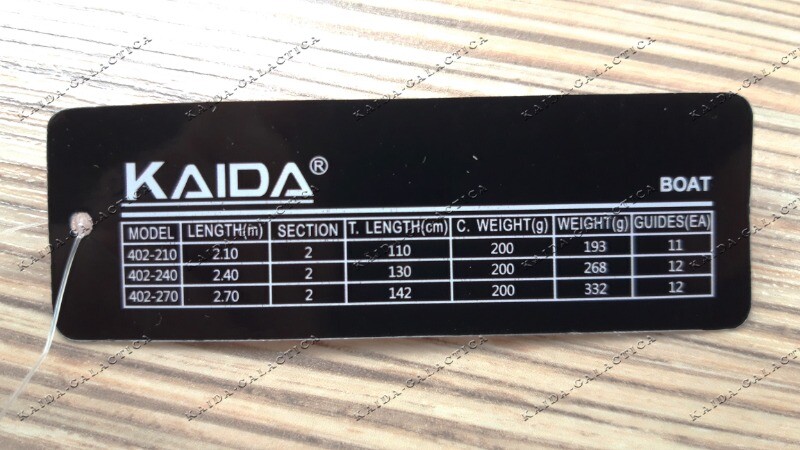 KAIDA®
BOAT
MODEL LENGTH(m) SECTION T. LENGTH(cm) C. WEIGHT(g) WEIGHT(g) GUIDES(EA)
402-210 2.10 2 110 200 193 11
402-240 2.40 2 130 200 268 12
402-270 2.70 2 142 200 332 12
KAIDA-GALACTICA